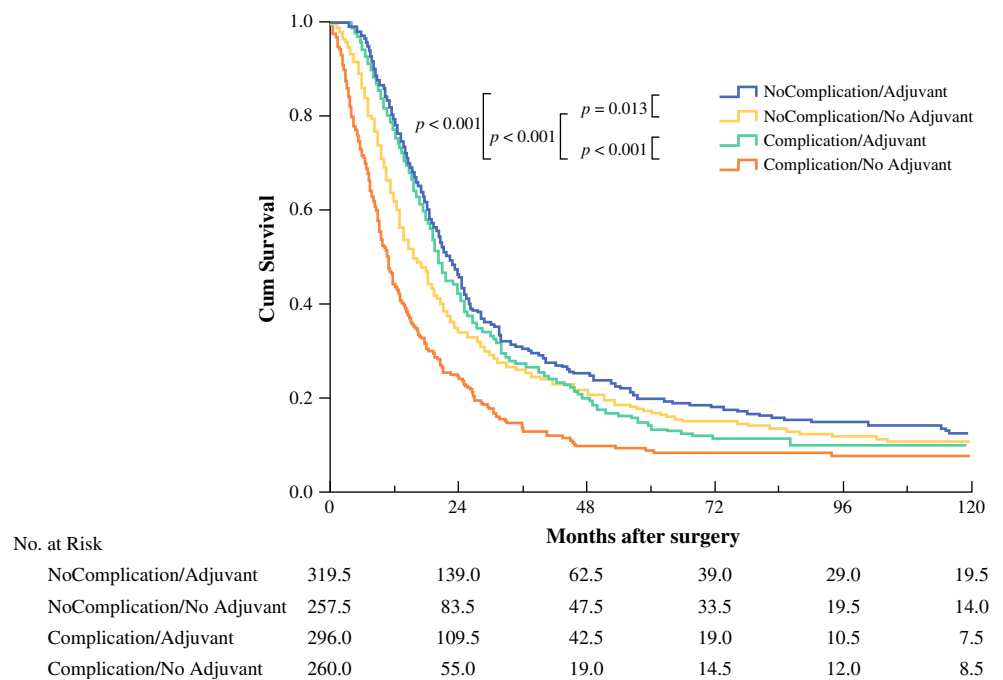 1.0
0.8
0.6
0.4
0.2
0.0
Cum Survival
p < 0.001
p < 0.001
p = 0.013
p < 0.001
NoComplication/Adjuvant
NoComplication/No Adjuvant
Complication/Adjuvant
Complication/No Adjuvant
0 24 48 72 96 120
Months after surgery
No. at Risk
NoComplication/Adjuvant 319.5 139.0 62.5 39.0 29.0 19.5
NoComplication/No Adjuvant 257.5 83.5 47.5 33.5 19.5 14.0
Complication/Adjuvant 296.0 109.5 42.5 19.0 10.5 7.5
Complication/No Adjuvant 260.0 55.0 19.0 14.5 12.0 8.5